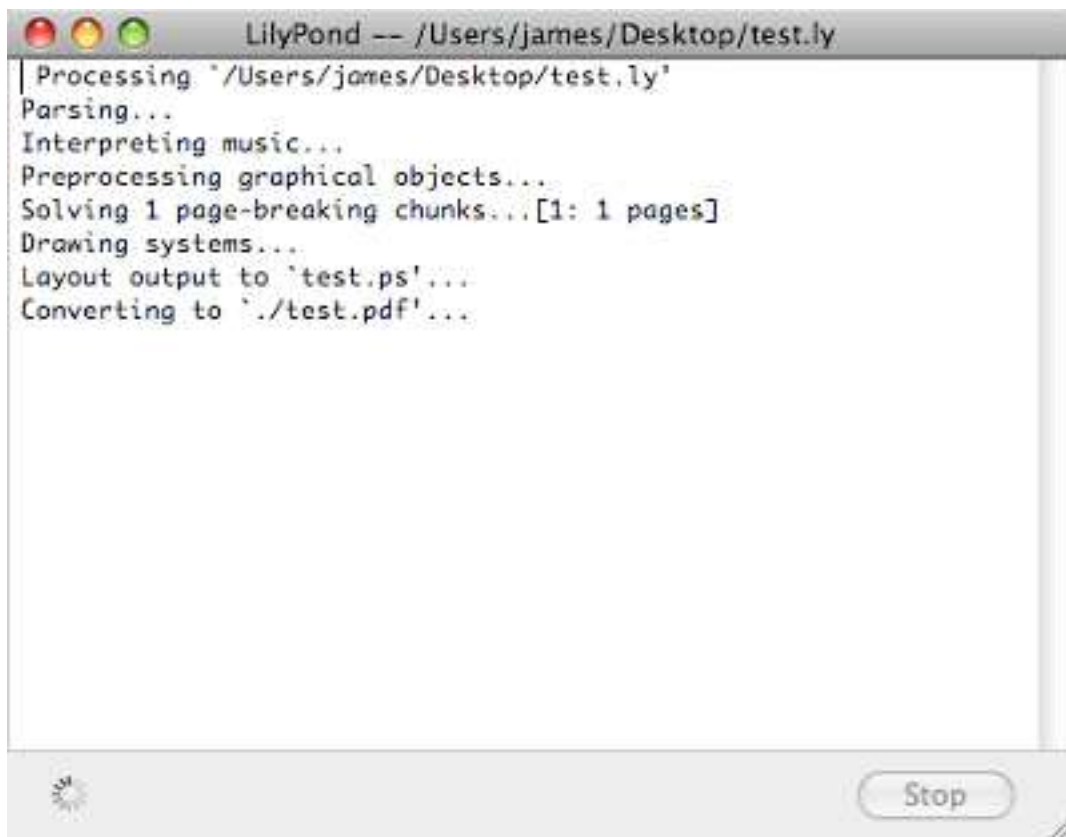 LilyPond -- /Users/james/Desktop/test.ly
Processing `/Users/james/Desktop/test.ly'
Parsing...
Interpreting music...
Preprocessing graphical objects...
Solving 1 page-breaking chunks...[1: 1 pages]
Drawing systems...
Layout output to `test.ps'...
Converting to `./test.pdf'...
Stop